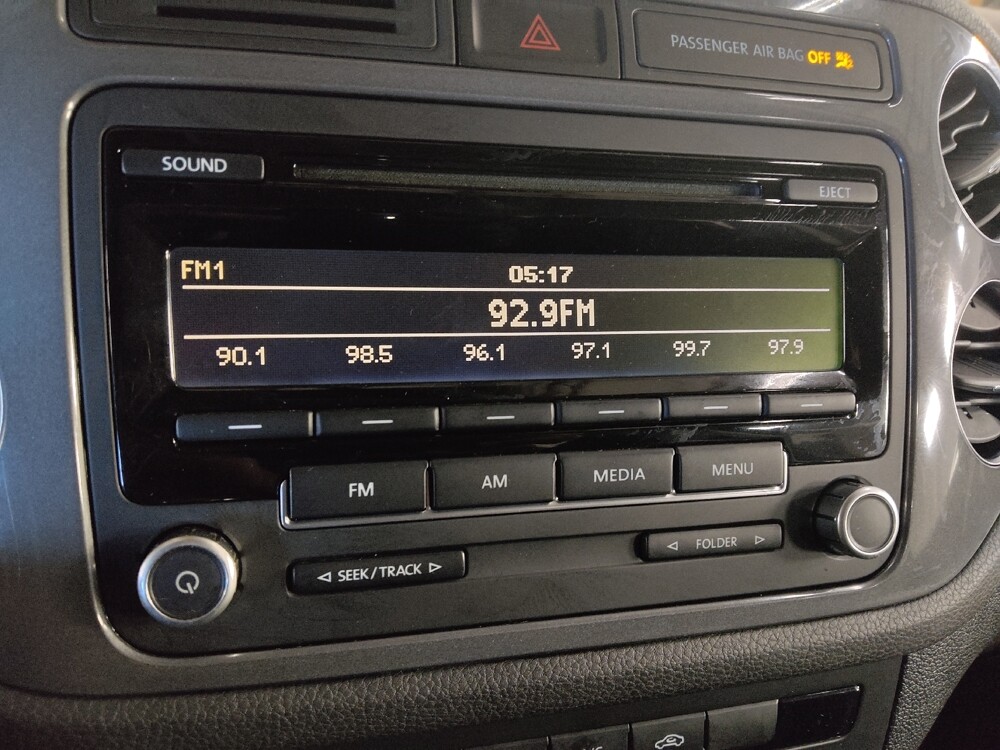 PASSENGER AIR BAG OFF
SOUND
EJECT
FM1 05:17
92.9FM
90.1 98.5 96.1 97.1 99.7 97.9
FM AM MEDIA MENU
SEEK/TRACK FOLDER